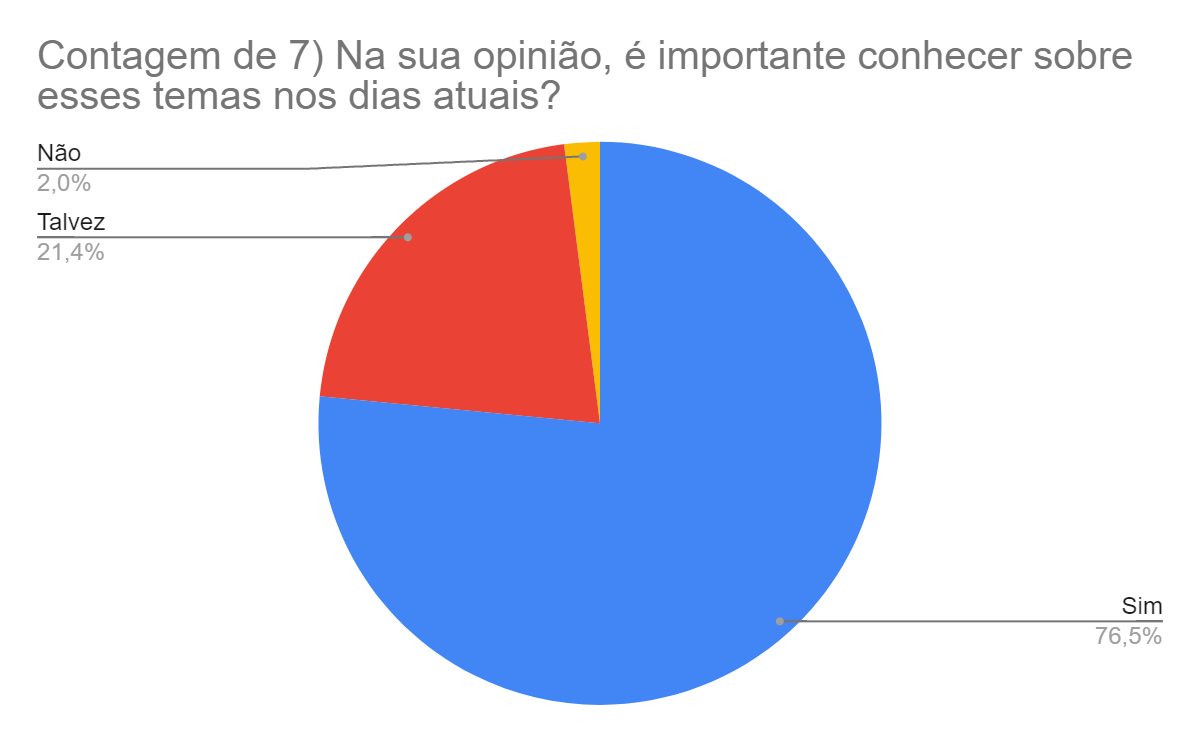 Contagem de 7) Na sua opinião, é importante conhecer sobre
esses temas nos dias atuais?
Não
2,0%
Talvez
21,4%
Sim
76,5%